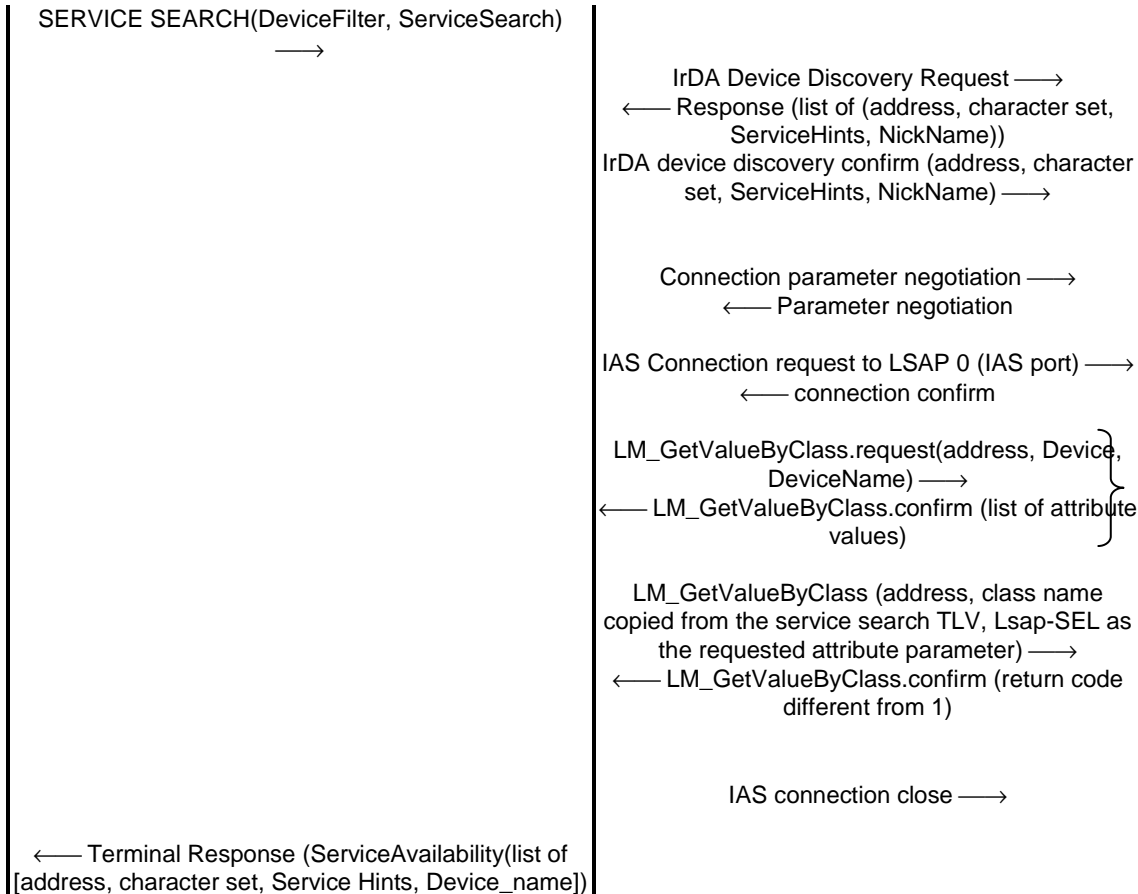 SERVICE SEARCH(DeviceFilter, ServiceSearch)
⟶
IrDA Device Discovery Request ⟶
⟵ Response (list of (address, character set,
ServiceHints, NickName))
IrDA device discovery confirm (address, character
set, ServiceHints, NickName) ⟶
Connection parameter negotiation ⟶
⟵ Parameter negotiation
IAS Connection request to LSAP 0 (IAS port) ⟶
⟵ connection confirm
LM_GetValueByClass.request(address, Device,
DeviceName) ⟶
⟵ LM_GetValueByClass.confirm (list of attribute
values)
LM_GetValueByClass (address, class name
copied from the service search TLV, Lsap-SEL as
the requested attribute parameter) ⟶
⟵ LM_GetValueByClass.confirm (return code
different from 1)
IAS connection close ⟶
⟵ Terminal Response (ServiceAvailability(list of
[address, character set, Service Hints, Device_name])